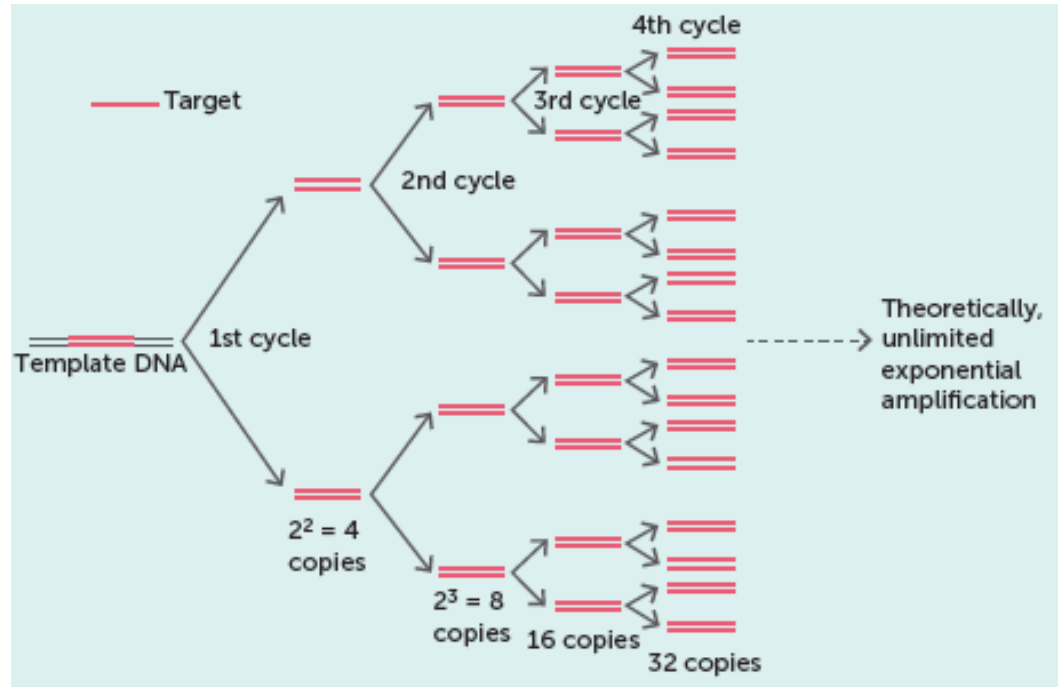 4th cycle
Target
3rd cycle
2nd cycle
1st cycle
Template DNA
Theoretically,
unlimited
exponential
amplification
2² = 4
copies
2³ = 8
copies
16 copies
32 copies